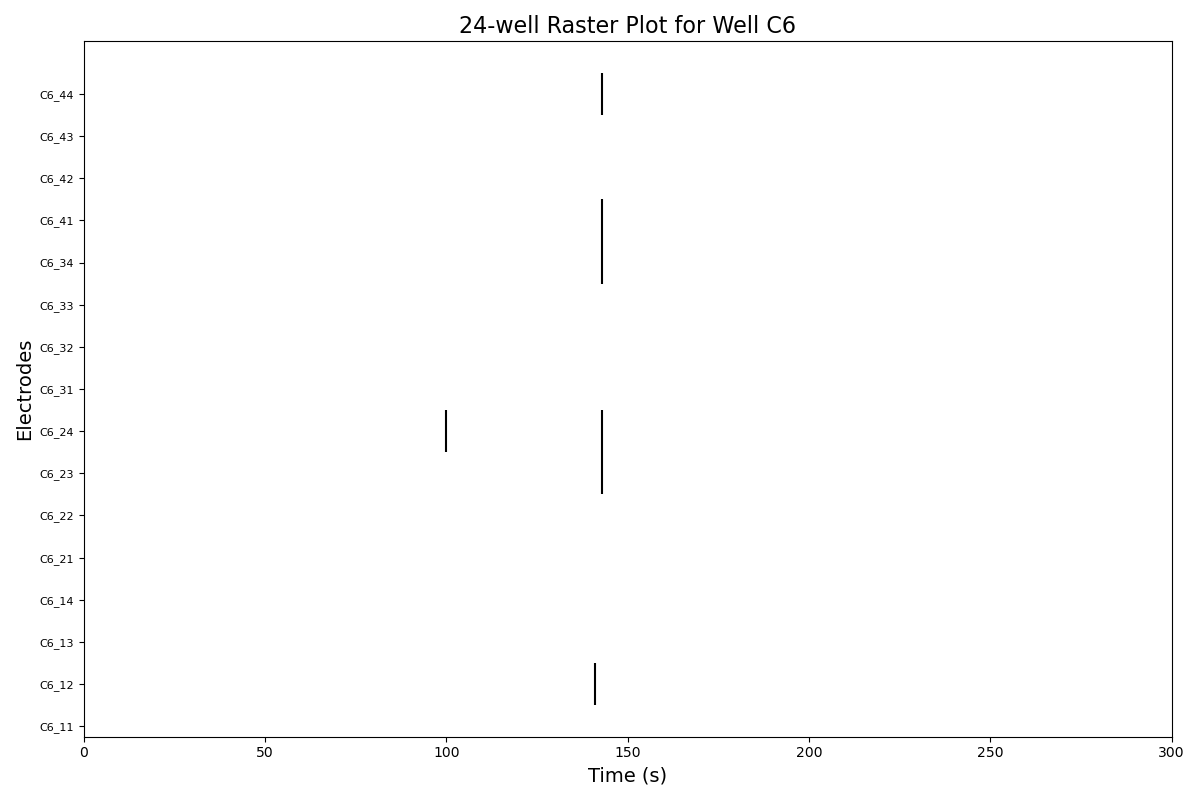 24-well Raster Plot for Well C6
C6_44
C6_43
C6_42
C6_41
C6_34
C6_33
C6_32
C6_31
C6_24
C6_23
C6_22
C6_21
C6_14
C6_13
C6_12
C6_11
Electrodes
0 50 100 150 200 250 300
Time (s)